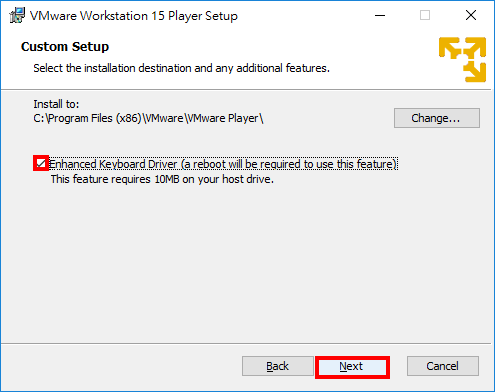 VMware Workstation 15 Player Setup
Custom Setup
Select the installation destination and any additional features.
Install to:
C:\Program Files (x86)\VMware\VMware Player\
Change...
Enhanced Keyboard Driver (a reboot will be required to use this feature)
This feature requires 10MB on your host drive.
Back
Next
Cancel